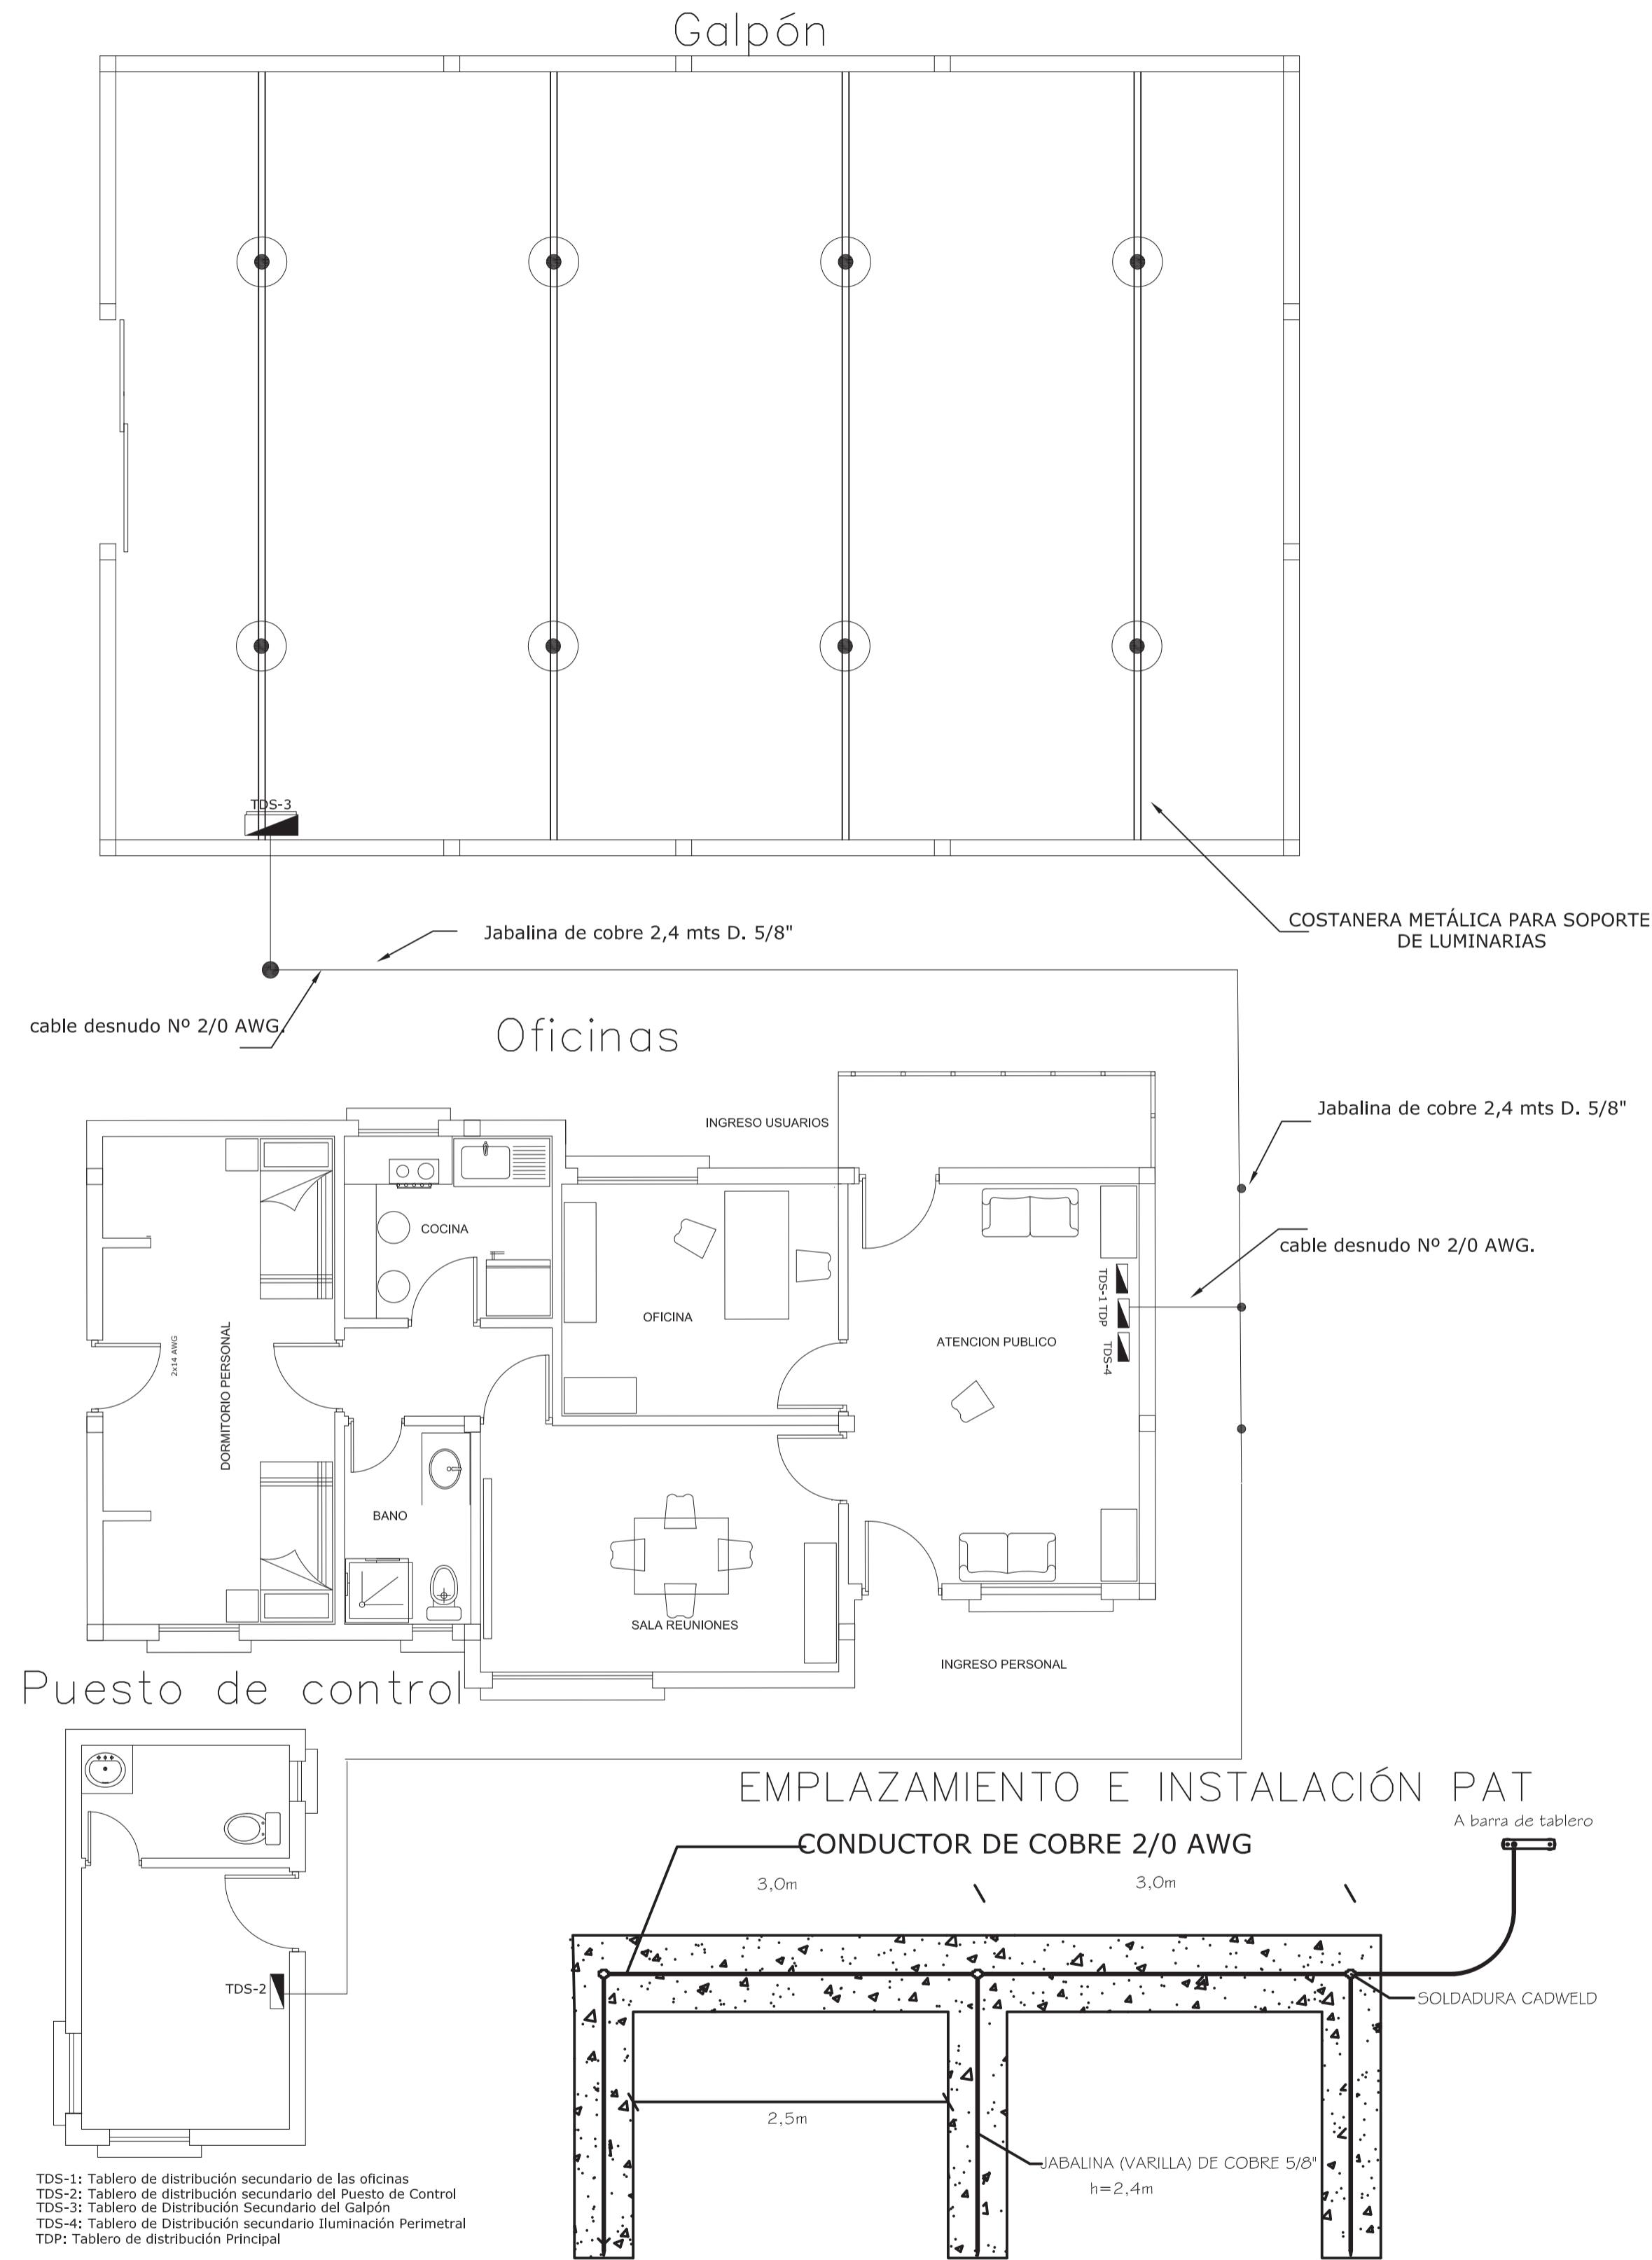 Galpón
TDS-3
Jabalina de cobre 2,4 mts D. 5/8"
COSTANERA METÁLICA PARA SOPORTE
DE LUMINARIAS
cable desnudo Nº 2/0 AWG.
Oficinas
Jabalina de cobre 2,4 mts D. 5/8"
INGRESO USUARIOS
COCINA
cable desnudo Nº 2/0 AWG.
TDS-1
TDP
TDS-4
OFICINA
ATENCION PUBLICO
2x14 AWG
DORMITORIO PERSONAL
BANO
SALA REUNIONES
INGRESO PERSONAL
Puesto de control
EMPLAZAMIENTO E INSTALACIÓN PAT
A barra de tablero
CONDUCTOR DE COBRE 2/0 AWG
3,0m
3,0m
TDS-2
SOLDADURA CADWELD
2,5m
JABALINA (VARILLA) DE COBRE 5/8"
h=2,4m
TDS-1: Tablero de distribución secundario de las oficinas
TDS-2: Tablero de distribución secundario del Puesto de Control
TDS-3: Tablero de Distribución Secundario del Galpón
TDS-4: Tablero de Distribución secundario Iluminación Perimetral
TDP: Tablero de distribución Principal